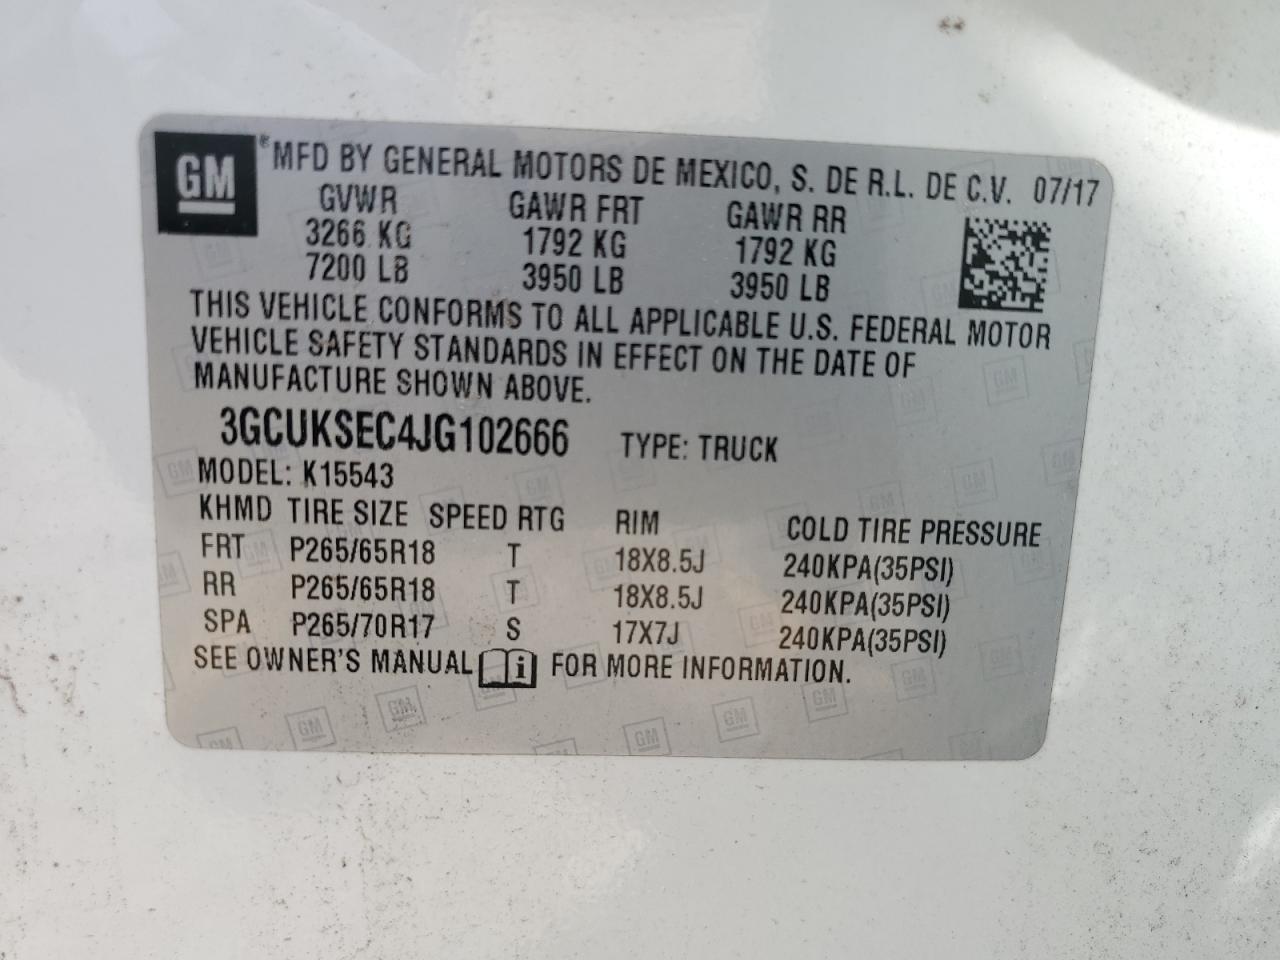 GM ® MFD BY GENERAL MOTORS DE MEXICO, S. DE R.L. DE C.V. 07/17
GVWR GAWR FRT GAWR RR
3266 KG 1792 KG 1792 KG
7200 LB 3950 LB 3950 LB
THIS VEHICLE CONFORMS TO ALL APPLICABLE U.S. FEDERAL MOTOR
VEHICLE SAFETY STANDARDS IN EFFECT ON THE DATE OF
MANUFACTURE SHOWN ABOVE.
3GCUKSEC4JG102666 TYPE: TRUCK
MODEL: K15543
KHMD TIRE SIZE SPEED RTG RIM COLD TIRE PRESSURE
FRT P265/65R18 T 18X8.5J 240KPA(35PSI)
RR P265/65R18 T 18X8.5J 240KPA(35PSI)
SPA P265/70R17 S 17X7J 240KPA(35PSI)
SEE OWNER'S MANUAL i FOR MORE INFORMATION.